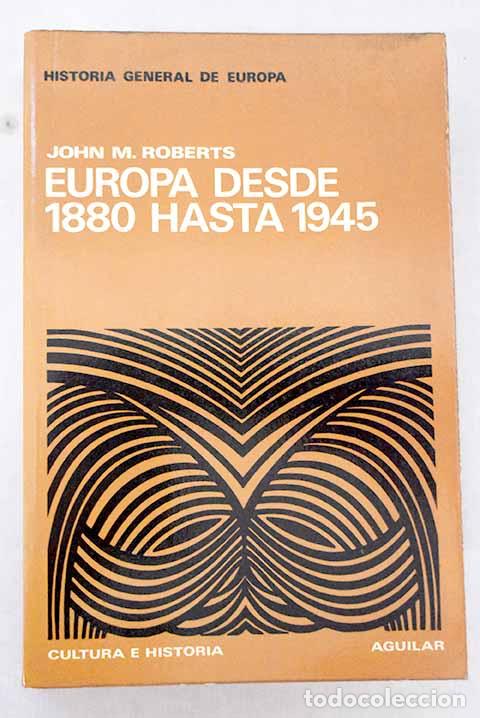 HISTORIA GENERAL DE EUROPA
JOHN M. ROBERTS
EUROPA DESDE
1880 HASTA 1945
CULTURA E HISTORIA
AGUILAR
todocoleccion